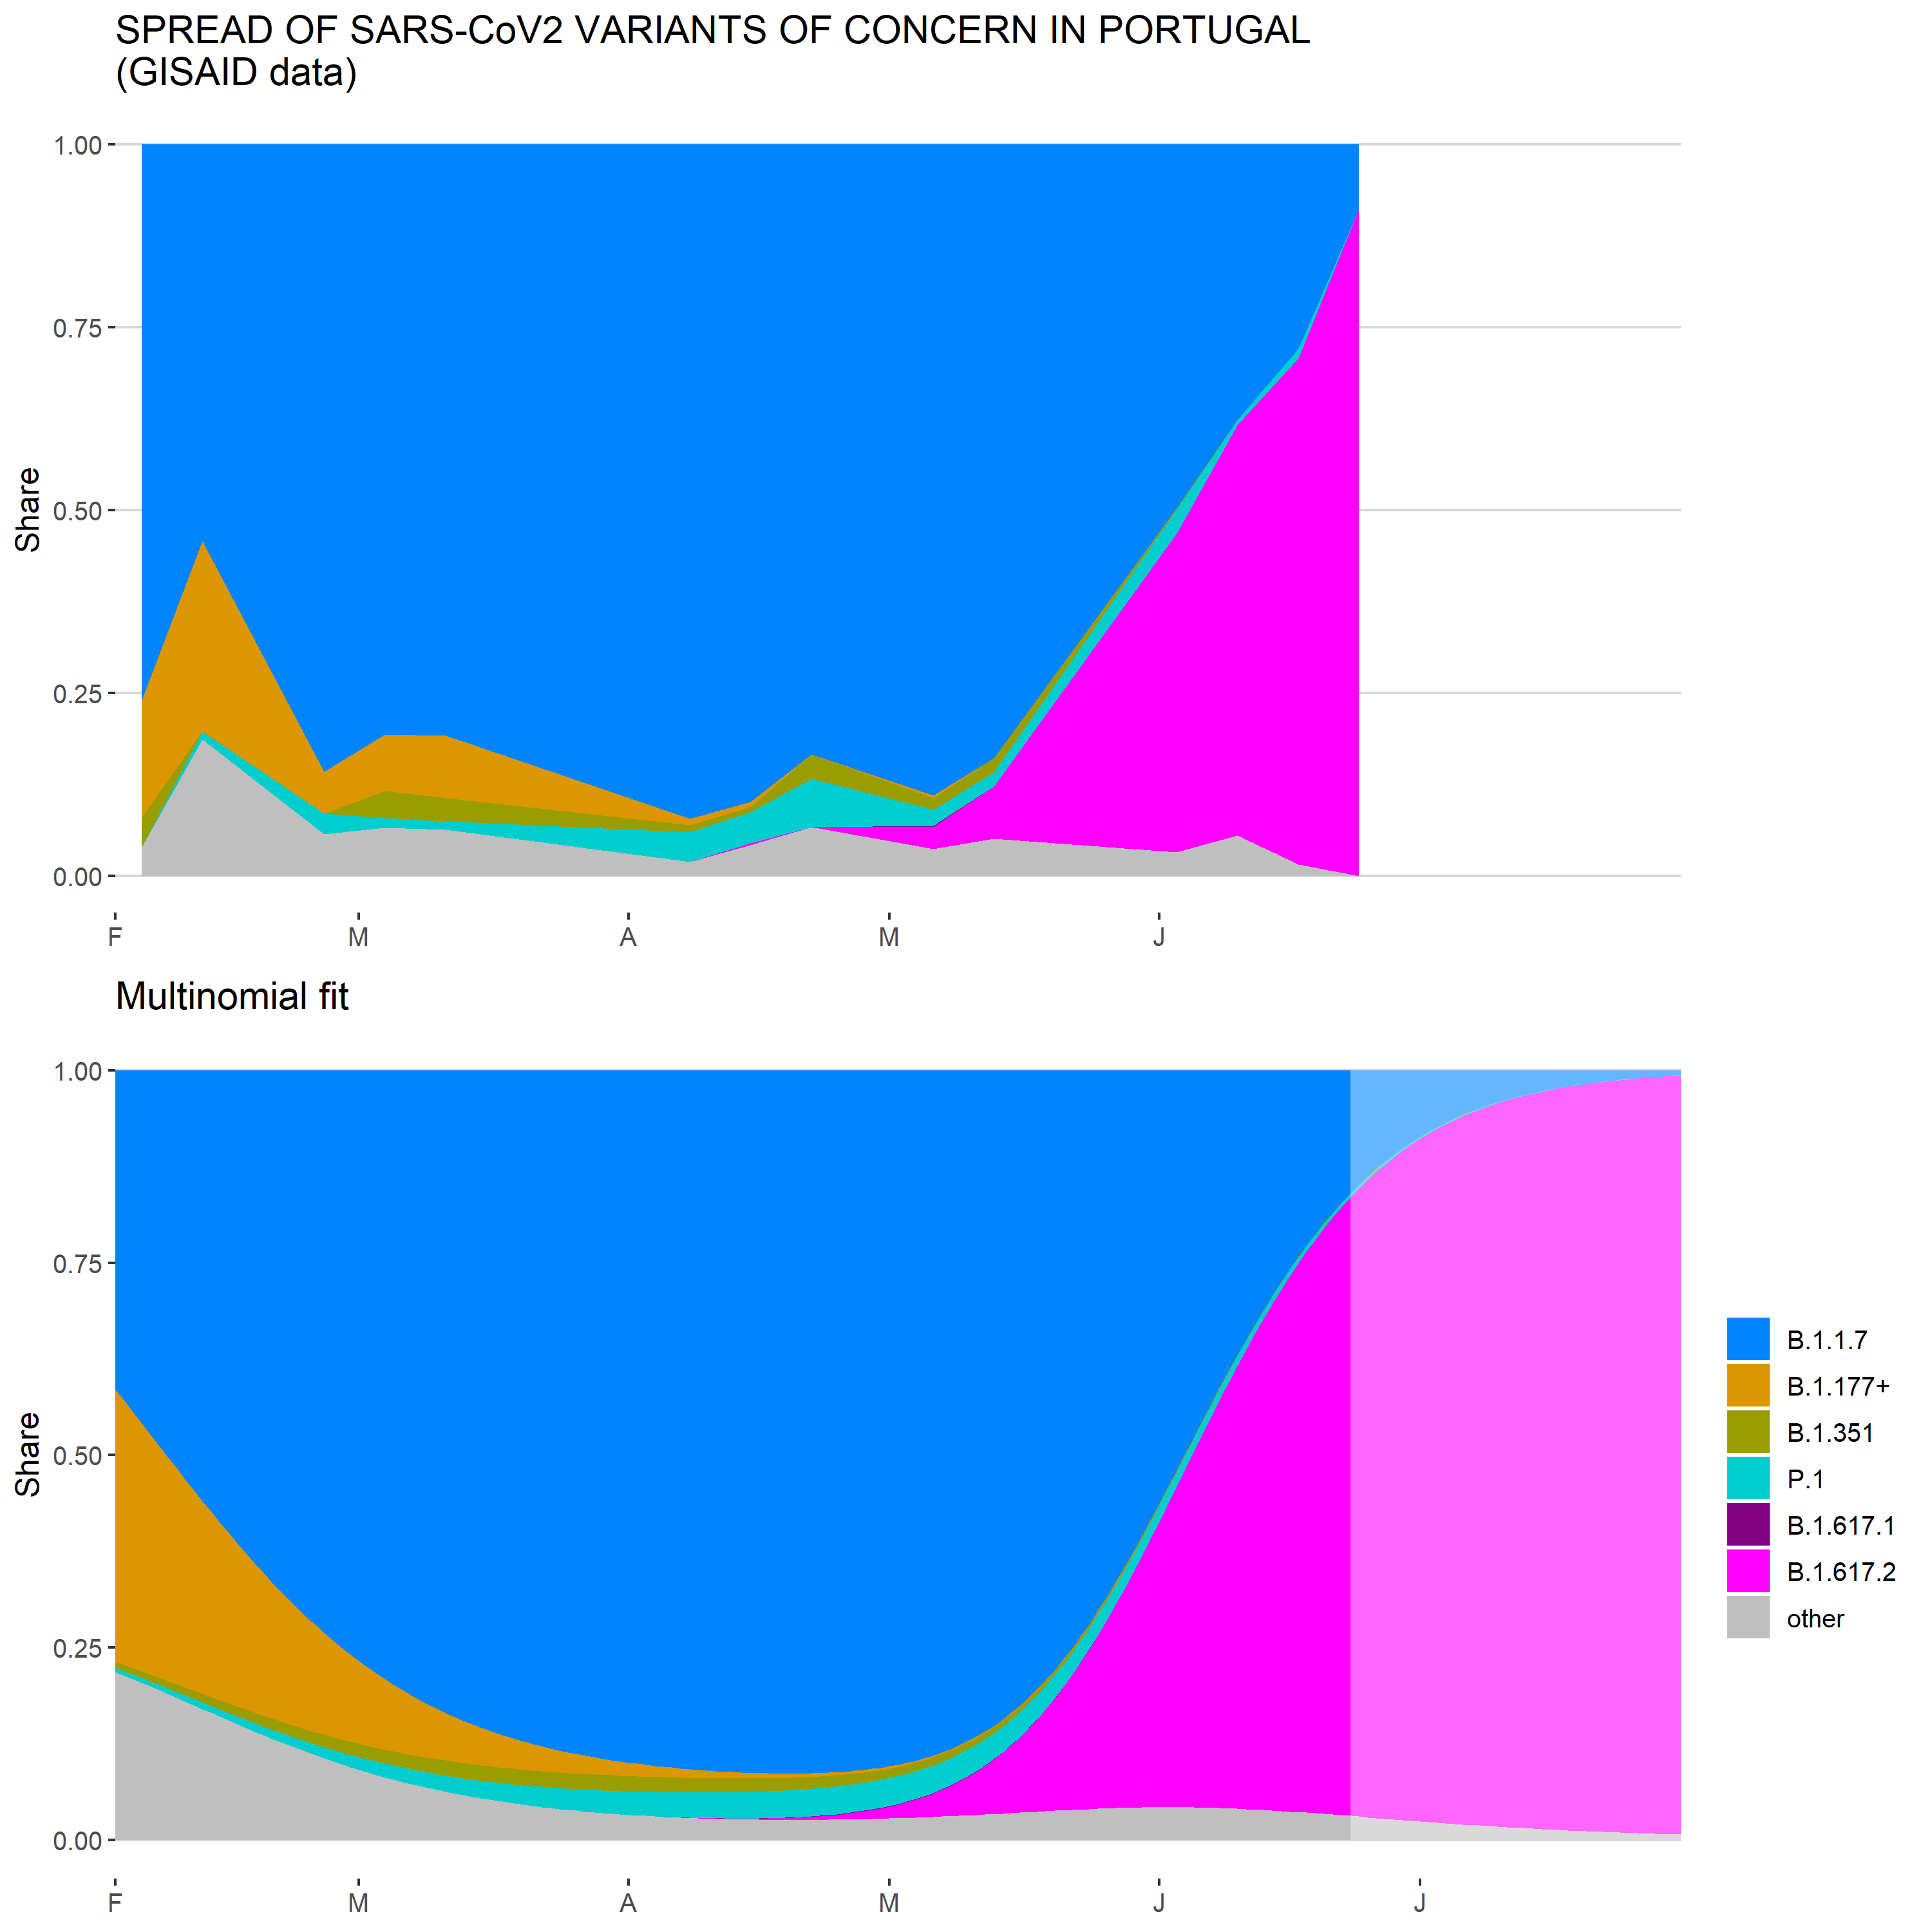 SPREAD OF SARS-CoV2 VARIANTS OF CONCERN IN PORTUGAL
(GISAID data)
1.00
0.75
0.50
0.25
0.00
Share
F M A M J
Multinomial fit
1.00
0.75
0.50
0.25
0.00
Share
F M A M J J
B.1.1.7
B.1.177+
B.1.351
P.1
B.1.617.1
B.1.617.2
other